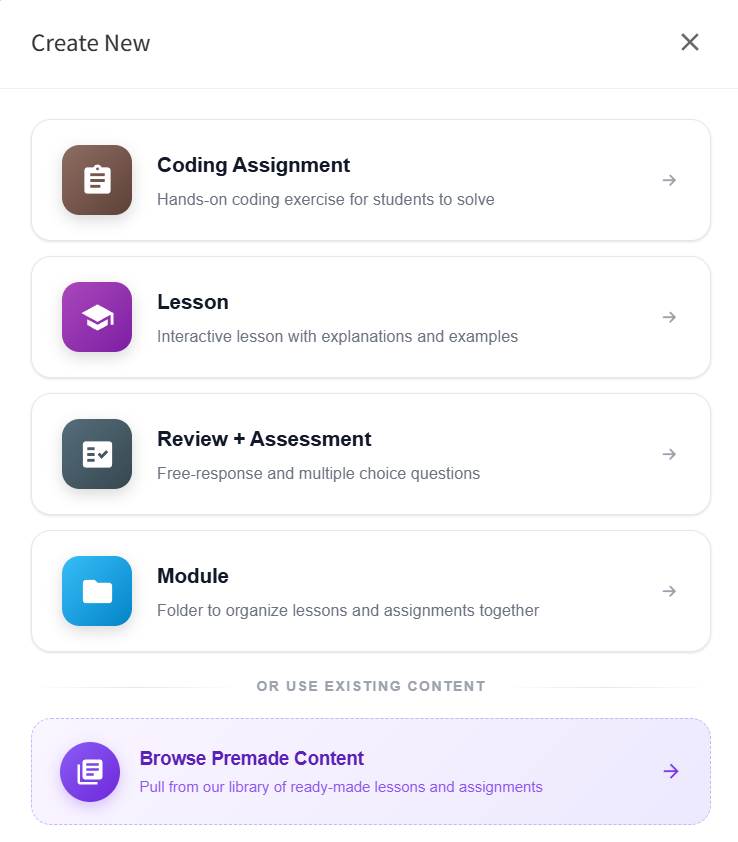 Create New
Coding Assignment
Hands-on coding exercise for students to solve
Lesson
Interactive lesson with explanations and examples
Review + Assessment
Free-response and multiple choice questions
Module
Folder to organize lessons and assignments together
OR USE EXISTING CONTENT
Browse Premade Content
Pull from our library of ready-made lessons and assignments